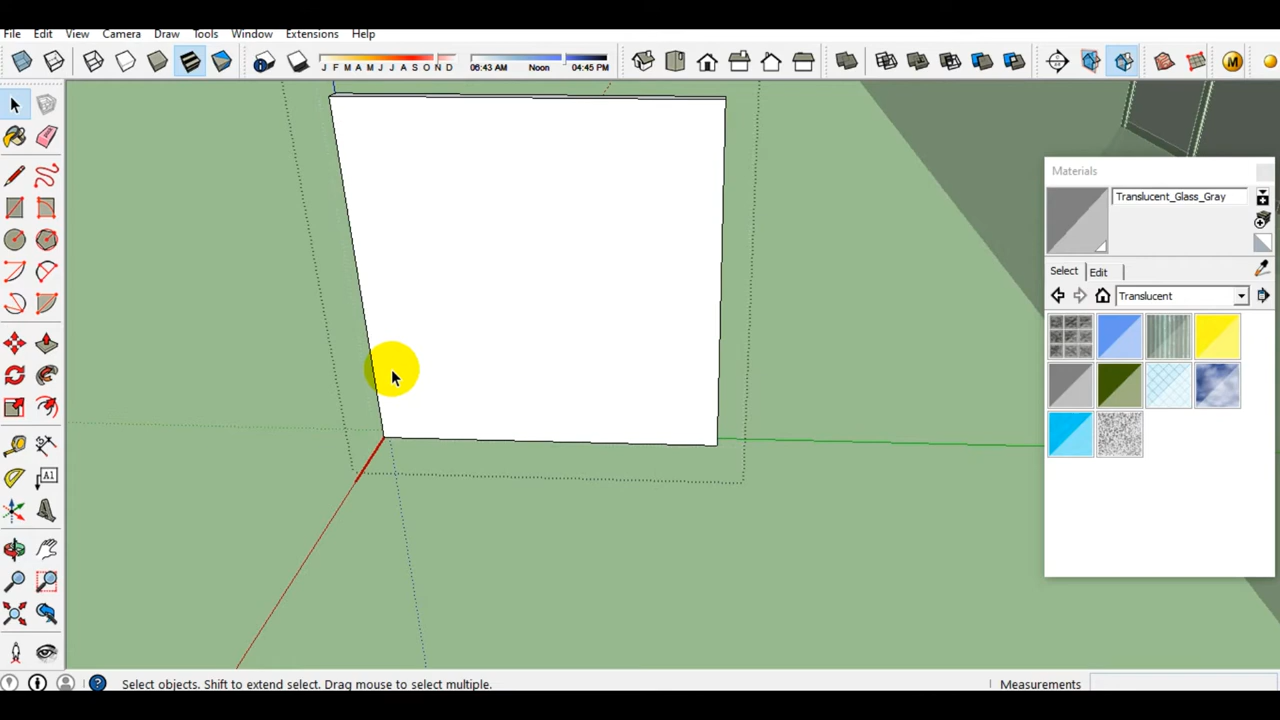 File Edit View Camera Draw Tools Window Extensions Help
J F M A M J J A S O N D 06:43 AM Noon 04:45 PM
M
Materials
Translucent_Glass_Gray
Select Edit
Translucent
A1
Select objects. Shift to extend select. Drag mouse to select multiple. Measurements